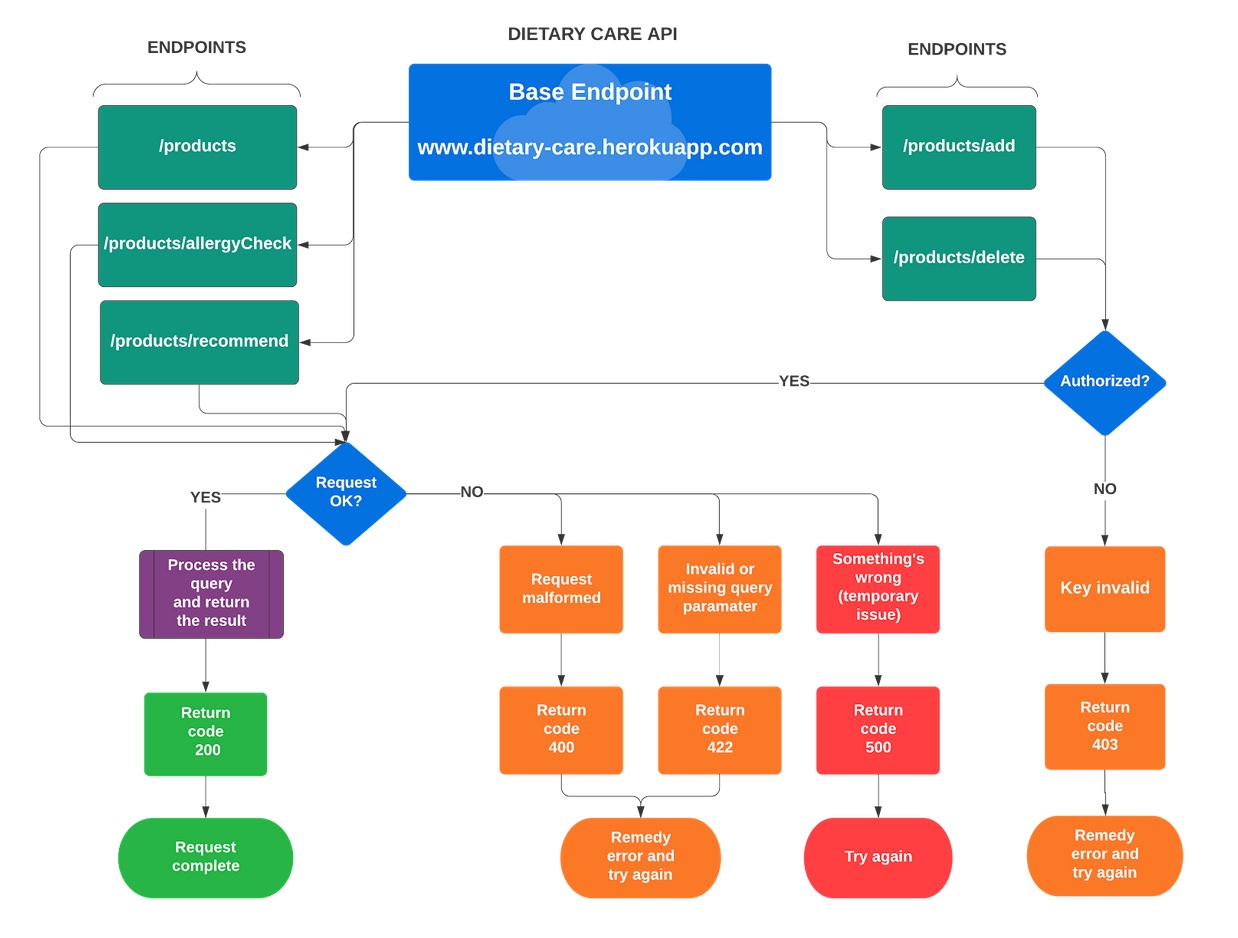 DIETARY CARE API
ENDPOINTS
ENDPOINTS
Base Endpoint
www.dietary-care.herokuapp.com
/products
/products/add
/products/allergyCheck
/products/delete
/products/recommend
Authorized?
YES
Request
OK?
YES
NO
NO
Process the
query
and return
the result
Request
malformed
Invalid or
missing query
paramater
Something's
wrong
(temporary
issue)
Key invalid
Return
code
200
Return
code
400
Return
code
422
Return
code
500
Return
code
403
Request
complete
Remedy
error and
try again
Try again
Remedy
error and
try again